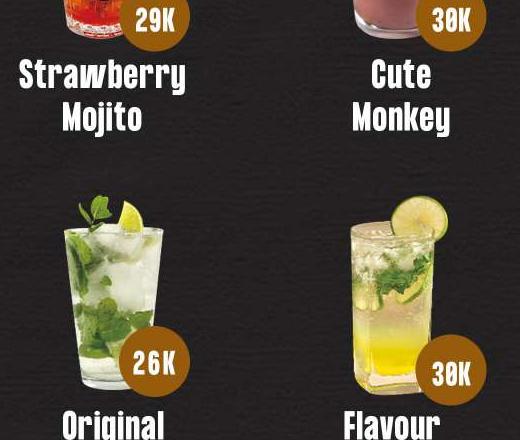 29K
30K
Strawberry
Mojito
Cute
Monkey
26K
30K
Original
Flavour